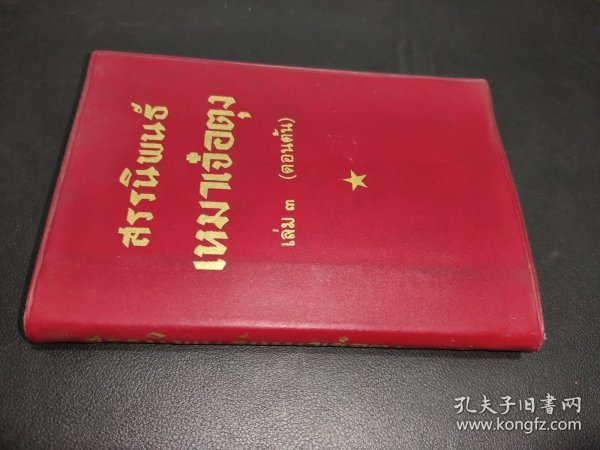 สรรนิพนธ์
เหมาเจ๋อตุง
เล่ม ๓ (ตอนต้น)
孔夫子旧书网
www.kongfz.com